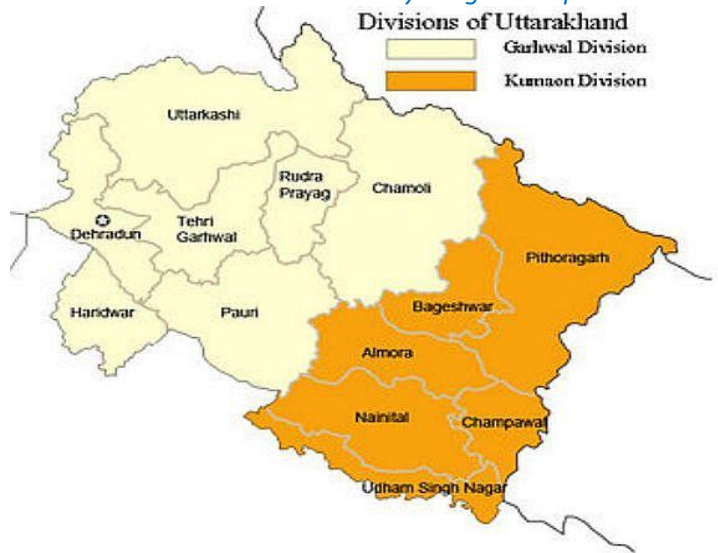 Divisions of Uttarakhand
Garhwal Division
Kumaon Division
Uttarkashi
Rudra
Prayag
Chamoli
Tehri
Garhwal
Dehradun
Pithoragarh
Haridwar
Pauri
Bageshwar
Almora
Nainital
Champawat
Udham Singh Nagar